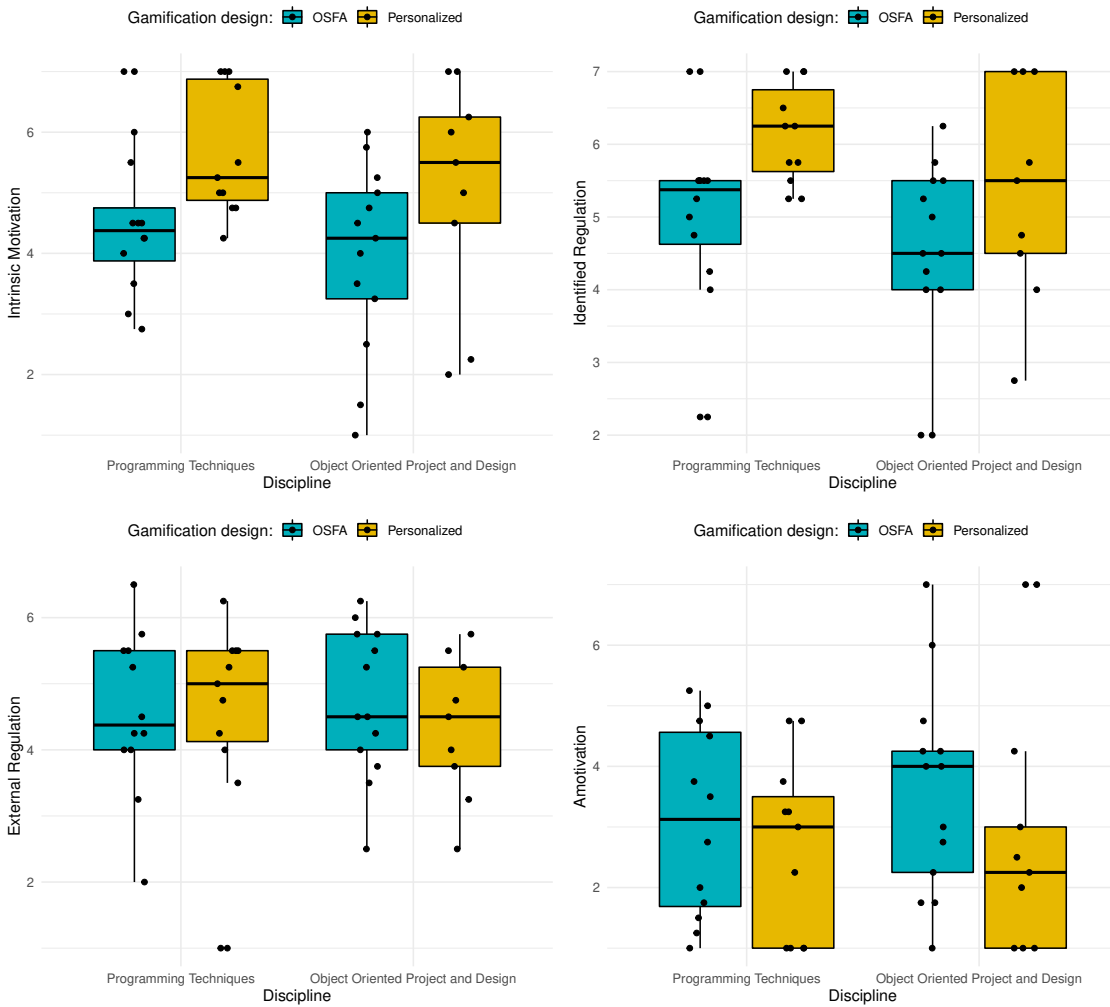 Gamification design: OSFA Personalized
Intrinsic Motivation
6
4
2
Programming Techniques Object Oriented Project and Design
Discipline
Gamification design: OSFA Personalized
Identified Regulation
7
6
5
4
3
2
Programming Techniques Object Oriented Project and Design
Discipline
Gamification design: OSFA Personalized
External Regulation
6
4
2
Programming Techniques Object Oriented Project and Design
Discipline
Gamification design: OSFA Personalized
Amotivation
6
4
2
Programming Techniques Object Oriented Project and Design
Discipline